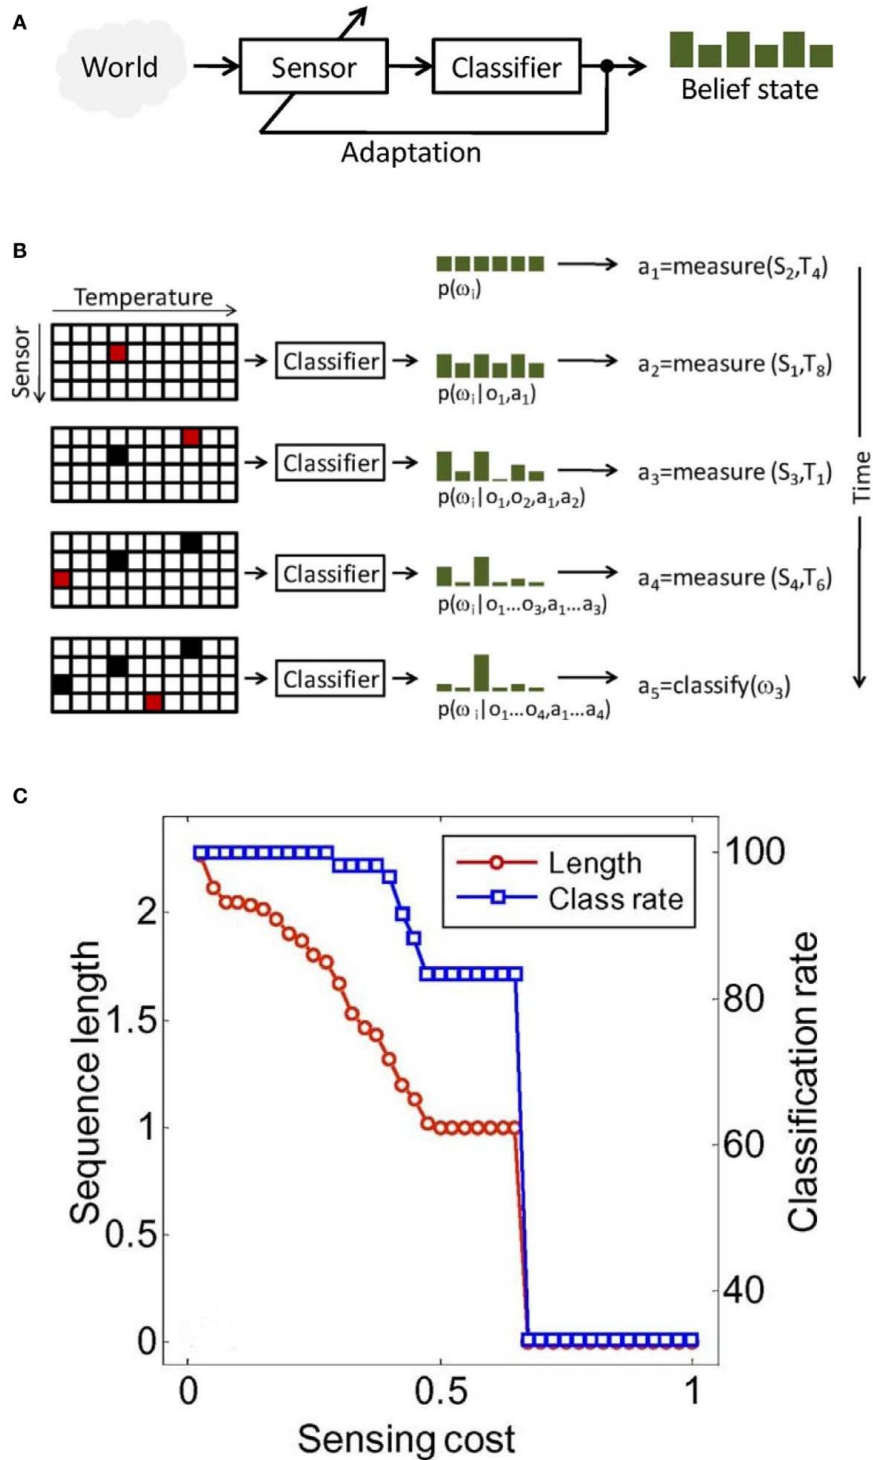 A
World
Sensor
Classifier
Belief state
Adaptation
B
p(ωᵢ)
a₁=measure(S₂,T₄)
Temperature
Sensor
Classifier
p(ωᵢ|o₁,a₁)
a₂=measure (S₁,T₈)
Classifier
p(ωᵢ|o₁,o₂,a₁,a₂)
a₃=measure (S₃,T₁)
Classifier
p(ωᵢ|o₁...o₃,a₁...a₃)
a₄=measure (S₄,T₆)
Classifier
p(ωᵢ|o₁...o₄,a₁...a₄)
a₅=classify(ω₃)
Time
C
Length
Class rate
Sequence length
2
1.5
1
0.5
0
Classification rate
100
80
60
40
0
0.5
1
Sensing cost